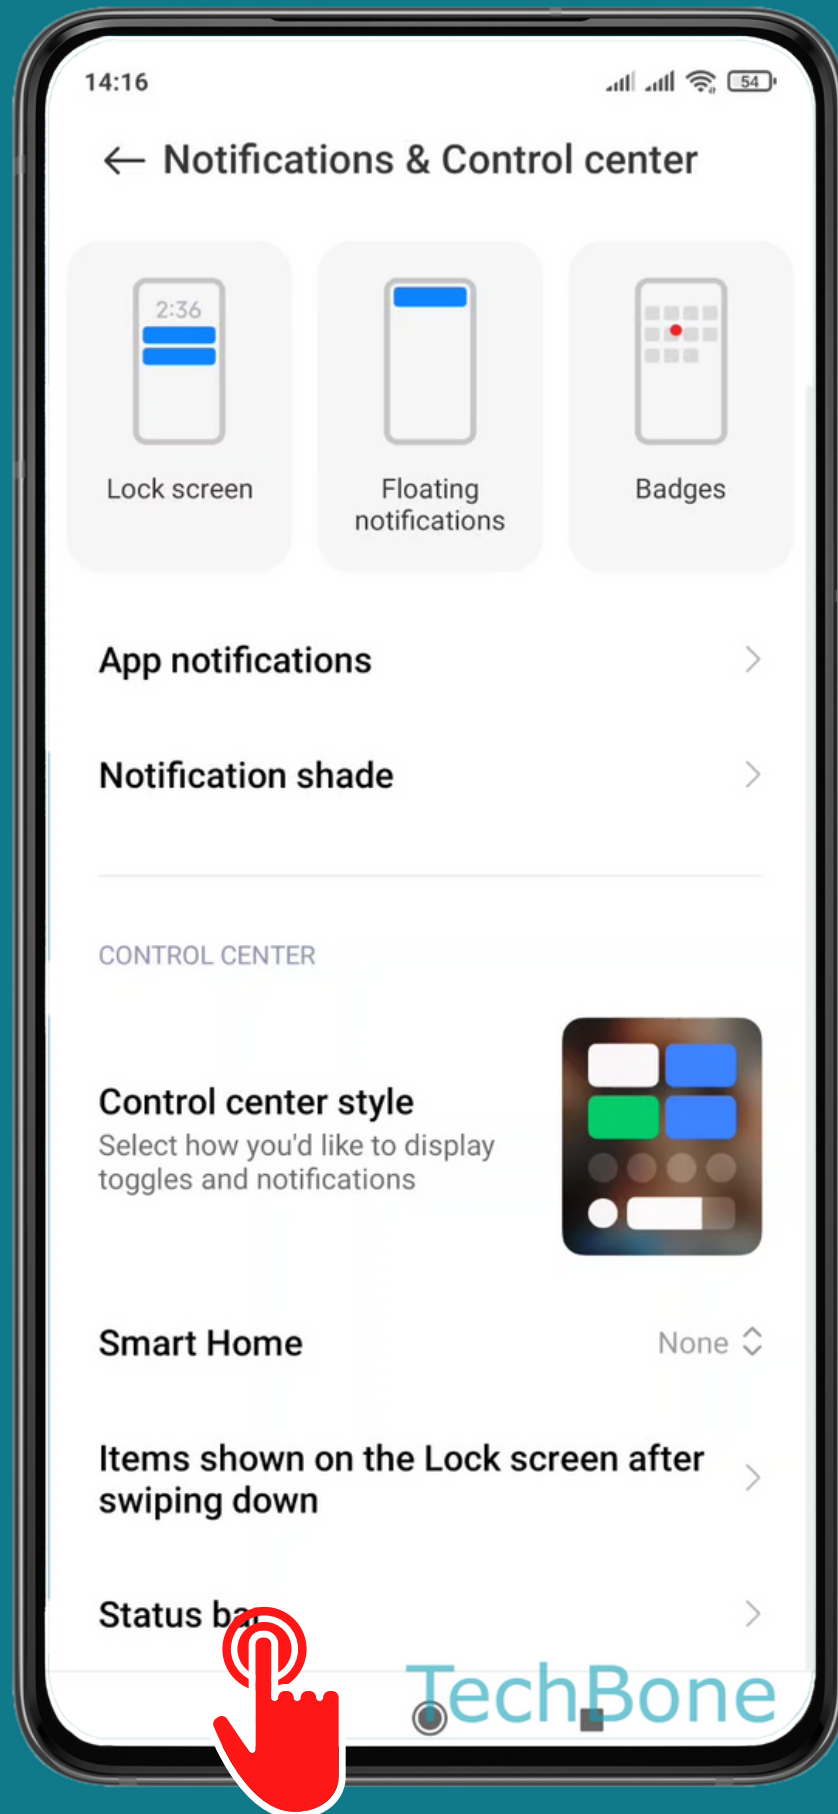 14:16
54
Notifications & Control center
2:36
Lock screen
Floating
notifications
Badges
App notifications
Notification shade
CONTROL CENTER
Control center style
Select how you'd like to display
toggles and notifications
Smart Home
None
Items shown on the Lock screen after
swiping down
Status bar
TechBone